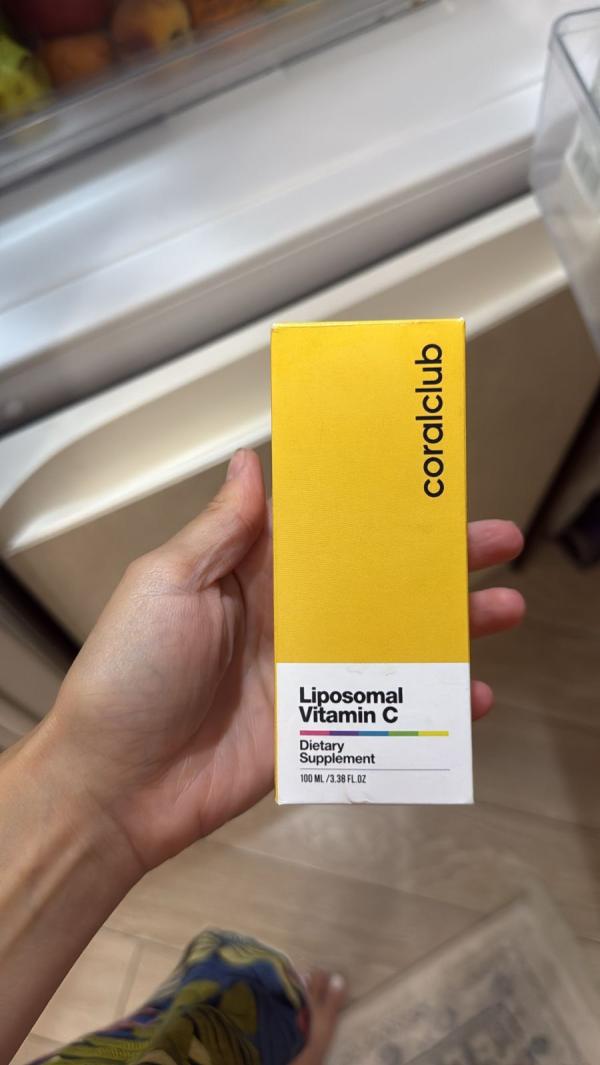 coralclub
Liposomal
Vitamin C
Dietary
Supplement
100 ML / 3.38 FL.OZ